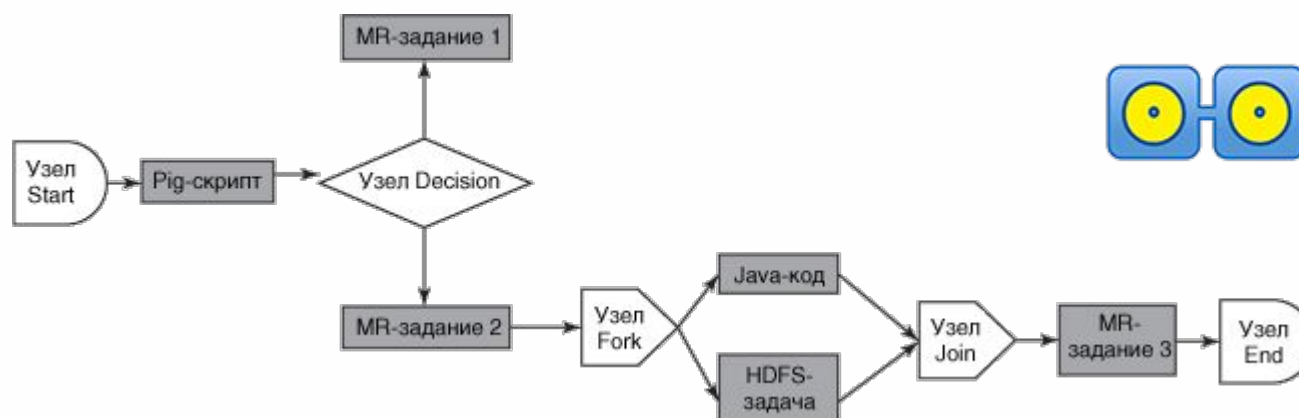 MR-задание 1
Узел
Start
Pig-скрипт
Узел Decision
MR-задание 2
Узел
Fork
Java-код
HDFS-
задача
Узел
Join
MR-
задание 3
Узел
End